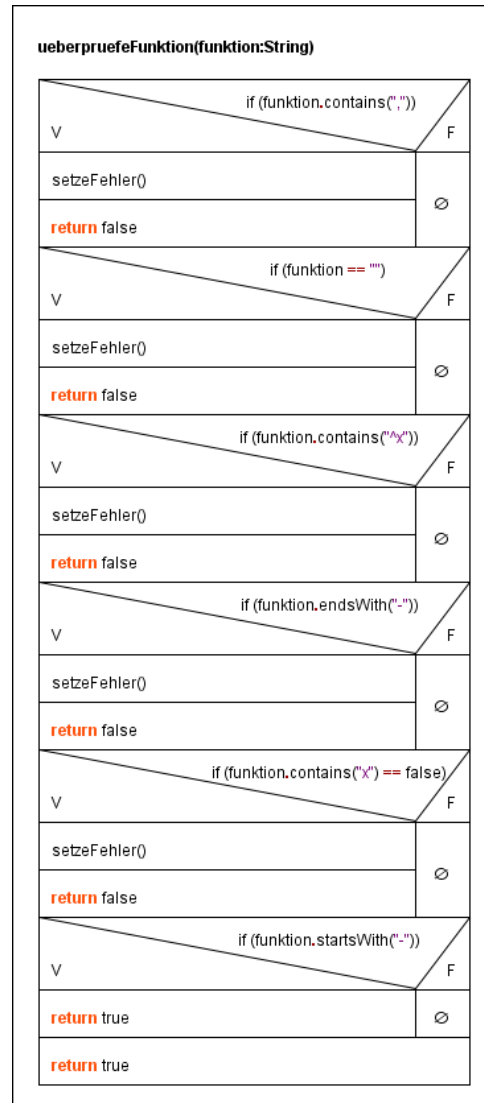 ueberpruefeFunktion(funktion:String)
if (funktion.contains(","))
V F
setzeFehler()
∅
return false
if (funktion == "")
V F
setzeFehler()
∅
return false
if (funktion.contains("^x"))
V F
setzeFehler()
∅
return false
if (funktion.endsWith("-"))
V F
setzeFehler()
∅
return false
if (funktion.contains("x") == false)
V F
setzeFehler()
∅
return false
if (funktion.startsWith("-"))
V F
return true ∅
return true